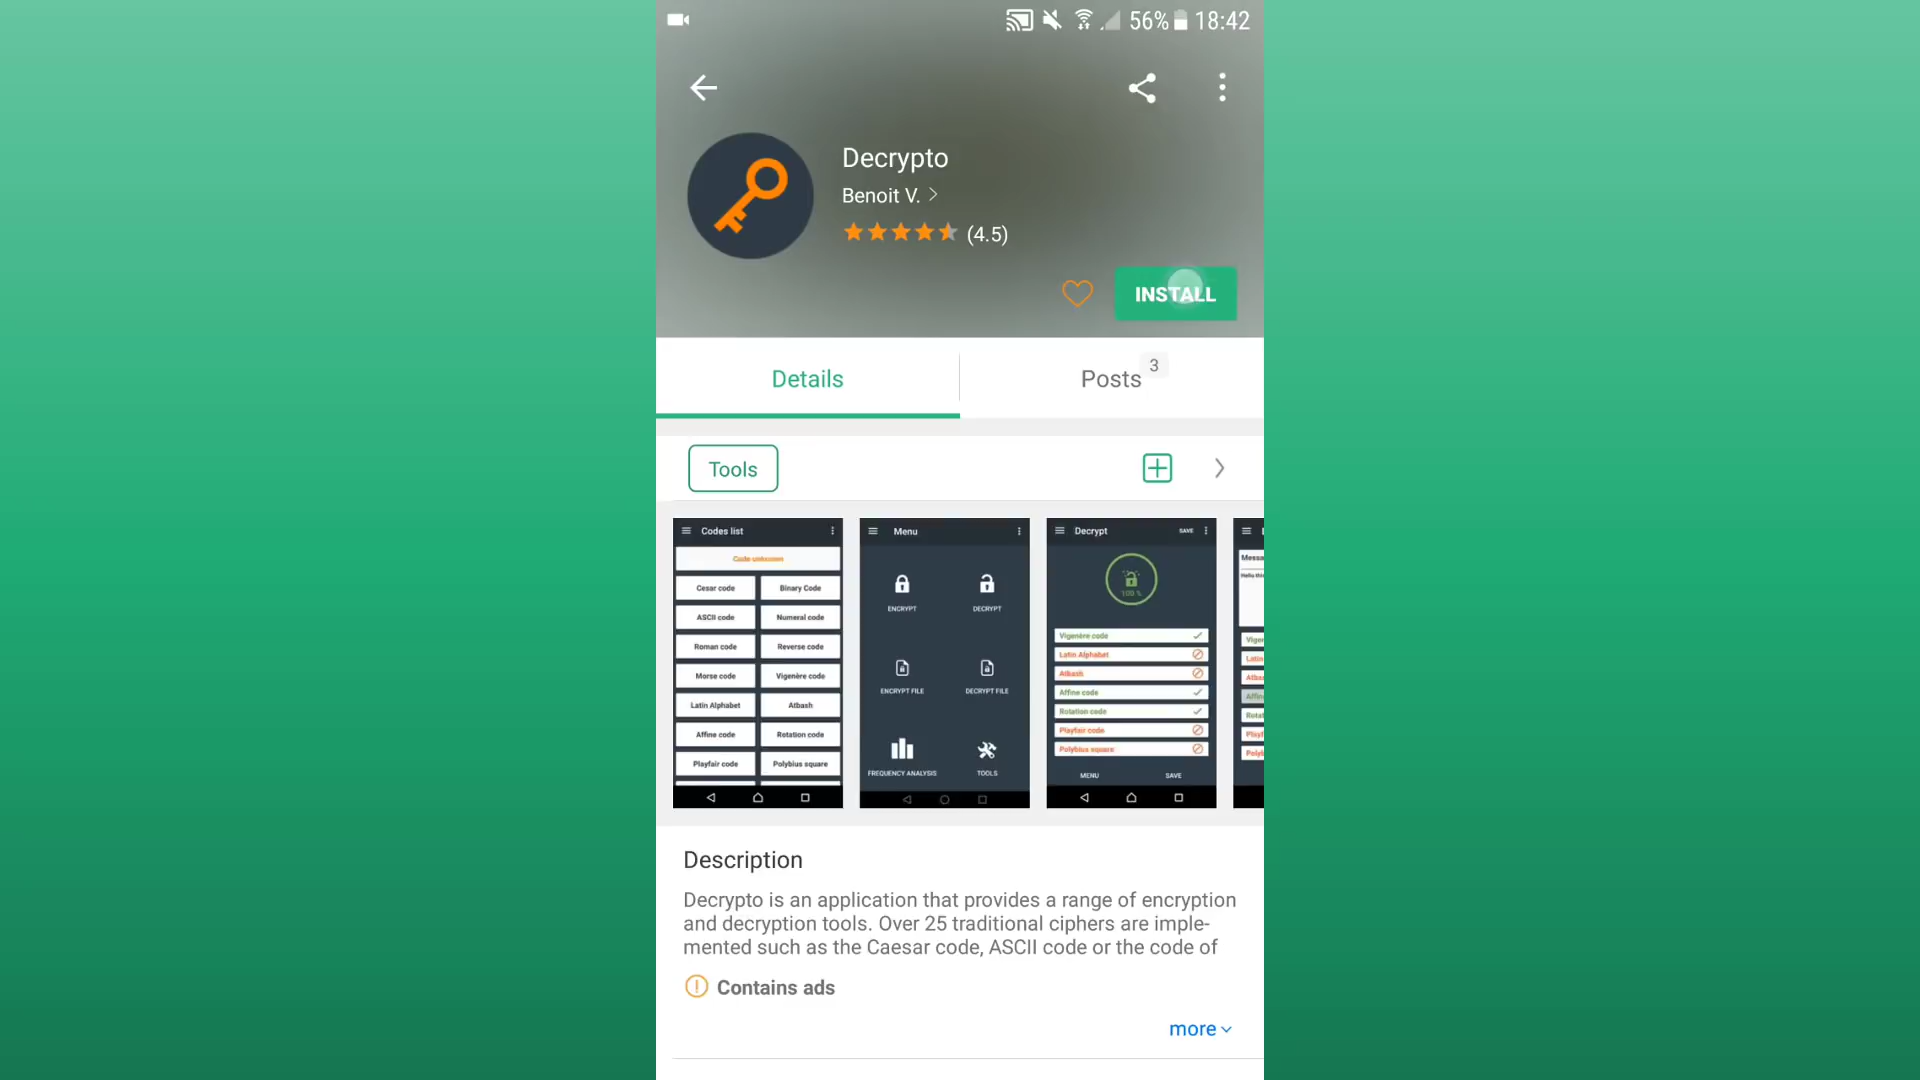 56% 18:42
Decrypto
Benoit V.
(4.5)
INSTALL
Details
Posts 3
Tools
Codes list
Code unknown
Cesar code Binary Code
ASCII code Numeral code
Roman code Reverse code
Morse code Vigenère code
Latin Alphabet Atbash
Affine code Rotation code
Playfair code Polybius square
Menu
ENCRYPT DECRYPT
ENCRYPT FILE DECRYPT FILE
FREQUENCY ANALYSIS TOOLS
Decrypt SAVE
100 %
Vigenère code
Latin Alphabet
Atbash
Affine code
Rotation code
Playfair code
Polybius square
MENU SAVE
Description
Decrypto is an application that provides a range of encryption
and decryption tools. Over 25 traditional ciphers are imple-
mented such as the Caesar code, ASCII code or the code of
Contains ads
more